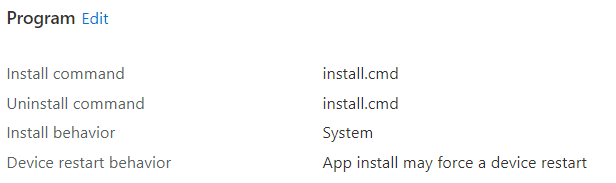 Program Edit
Install command install.cmd
Uninstall command install.cmd
Install behavior System
Device restart behavior App install may force a device restart